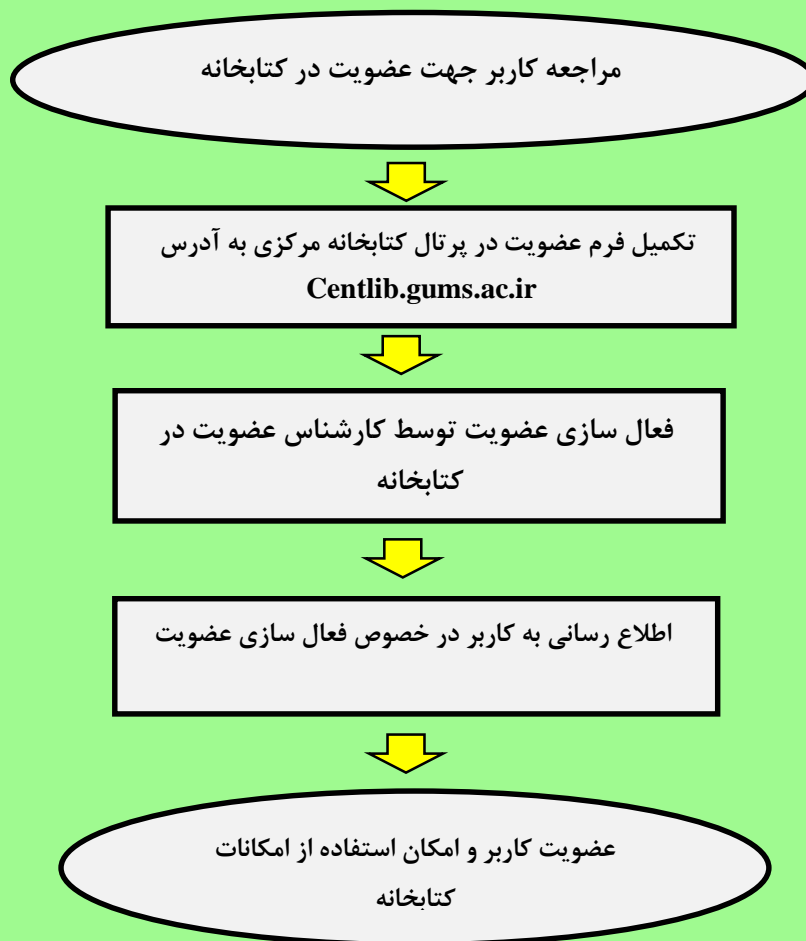 مراجعه کاربر جهت عضویت در کتابخانه
تکمیل فرم عضویت در پرتال کتابخانه مرکزی به آدرس
Centlib.gums.ac.ir
فعال سازی عضویت توسط کارشناس عضویت در
کتابخانه
اطلاع رسانی به کاربر در خصوص فعال سازی عضویت
عضویت کاربر و امکان استفاده از امکانات
کتابخانه